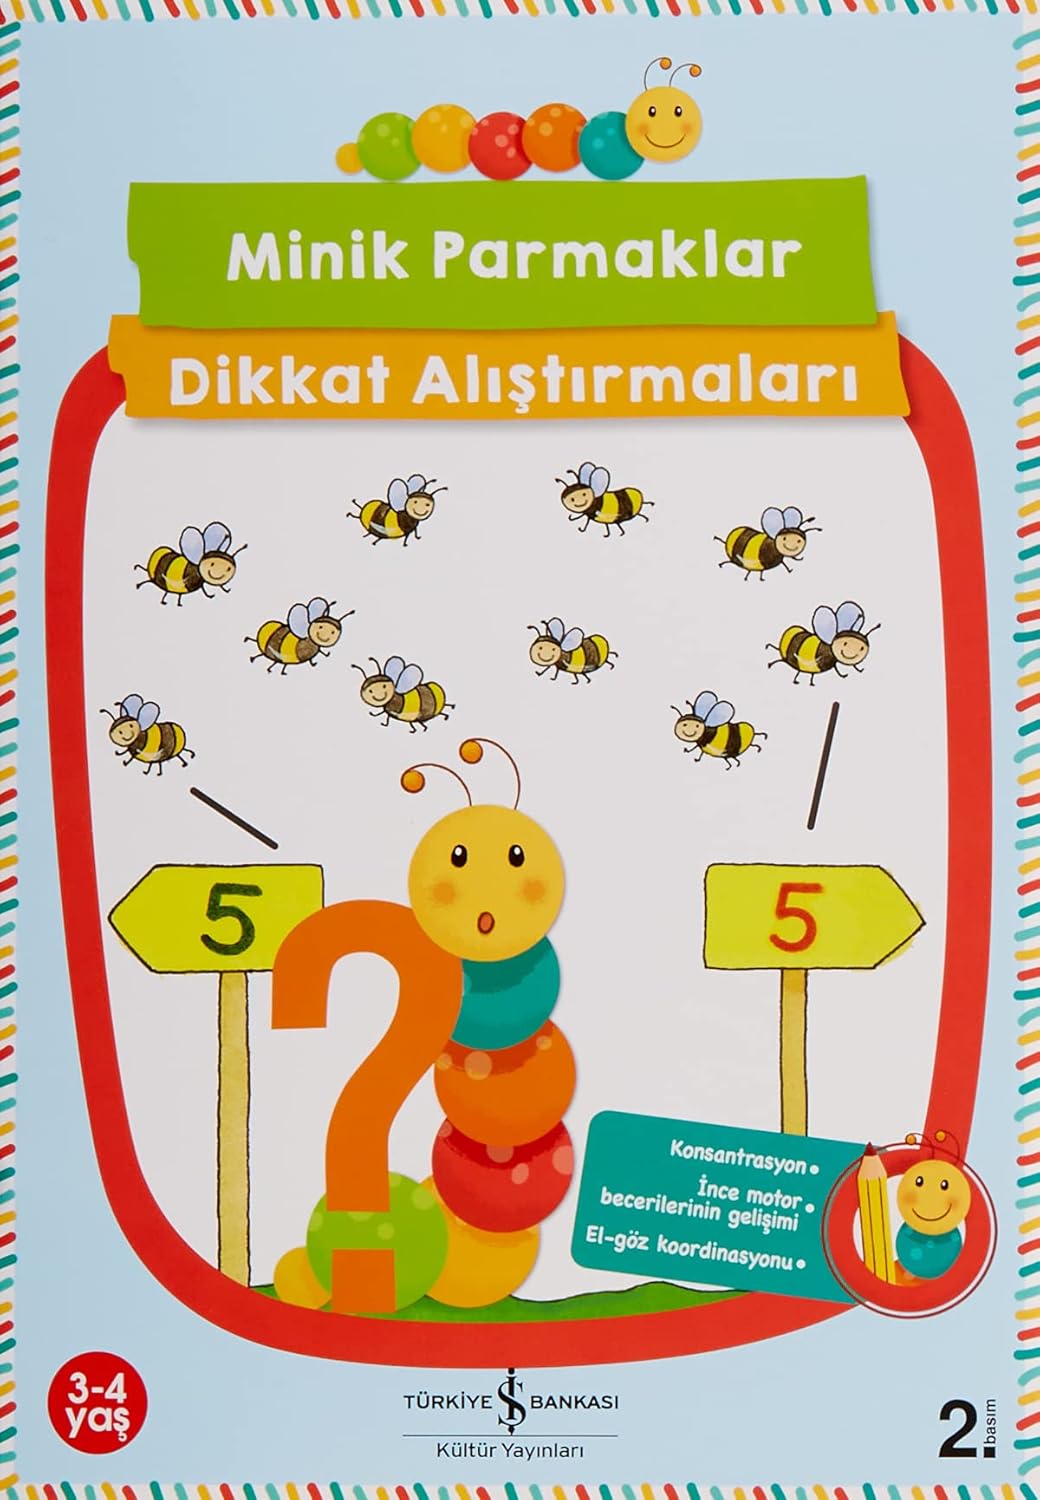 Minik Parmaklar
Dikkat Alıştırmaları
5
5
?
Konsantrasyon •
İnce motor •
becerilerinin gelişimi
El-göz koordinasyonu •
3-4
yaş
TÜRKİYE İŞ BANKASI
Kültür Yayınları
2.
basım